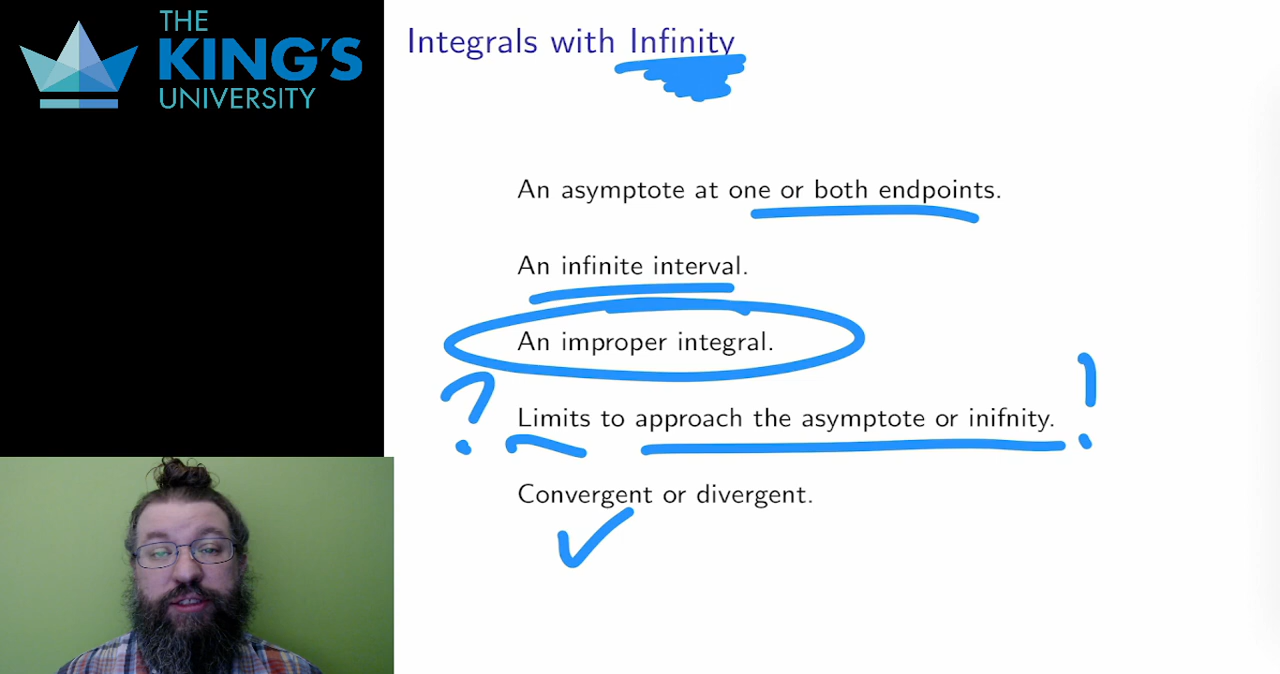 THE
KING'S
UNIVERSITY
Integrals with Infinity
An asymptote at one or both endpoints.
An infinite interval.
An improper integral.
? Limits to approach the asymptote or inifnity. !
Convergent or divergent.